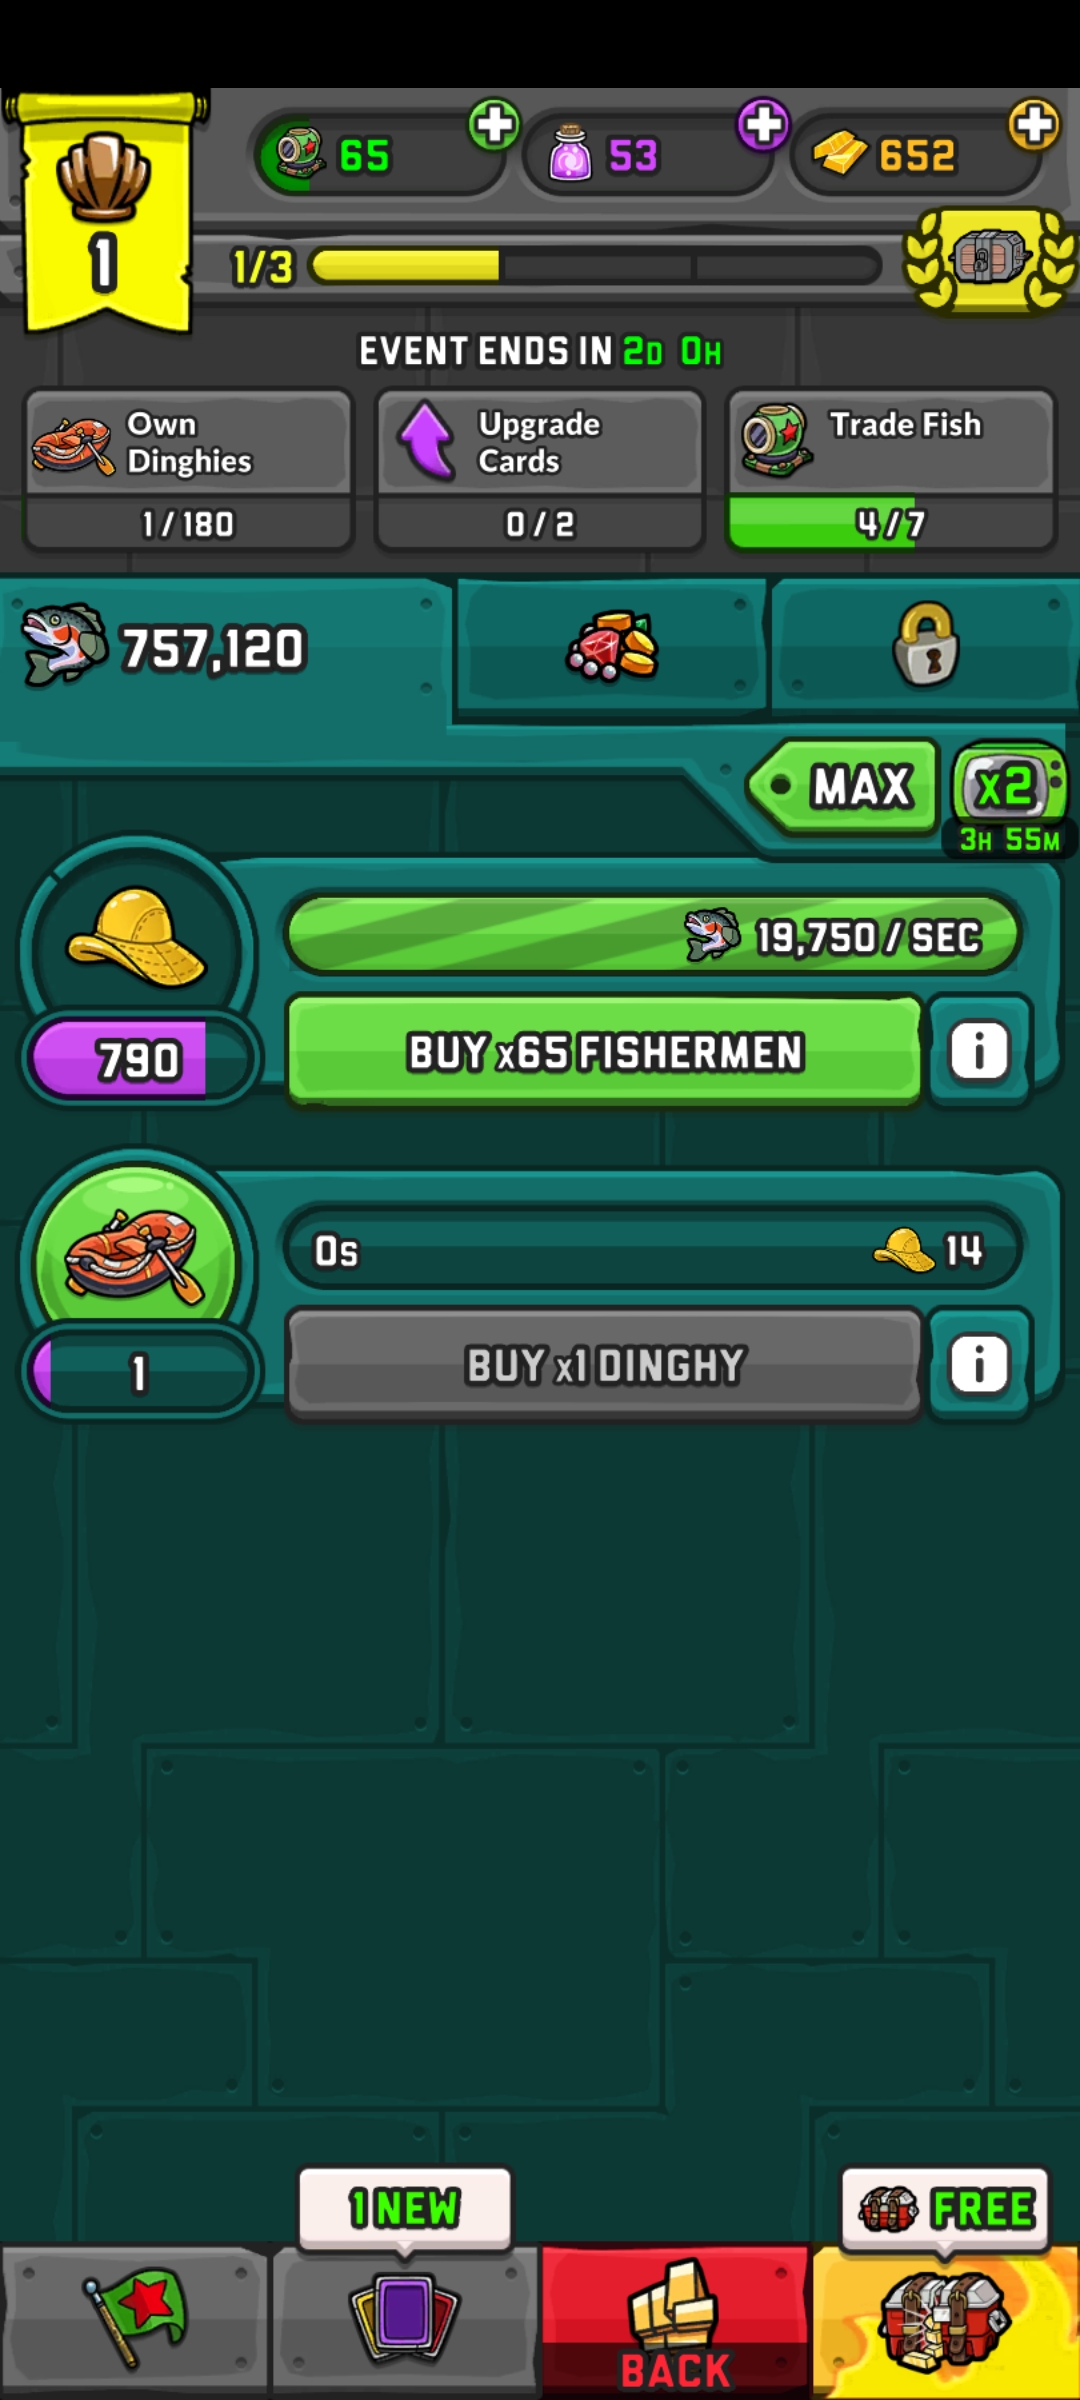 65
53
652
1
1/3
EVENT ENDS IN 2D 0H
Own
Dinghies
1 / 180
Upgrade
Cards
0 / 2
Trade Fish
4 / 7
757,120
MAX
x2
3H 55M
19,750 / SEC
790
BUY x65 FISHERMEN
i
0s
14
1
BUY x1 DINGHY
i
1 NEW
FREE
BACK